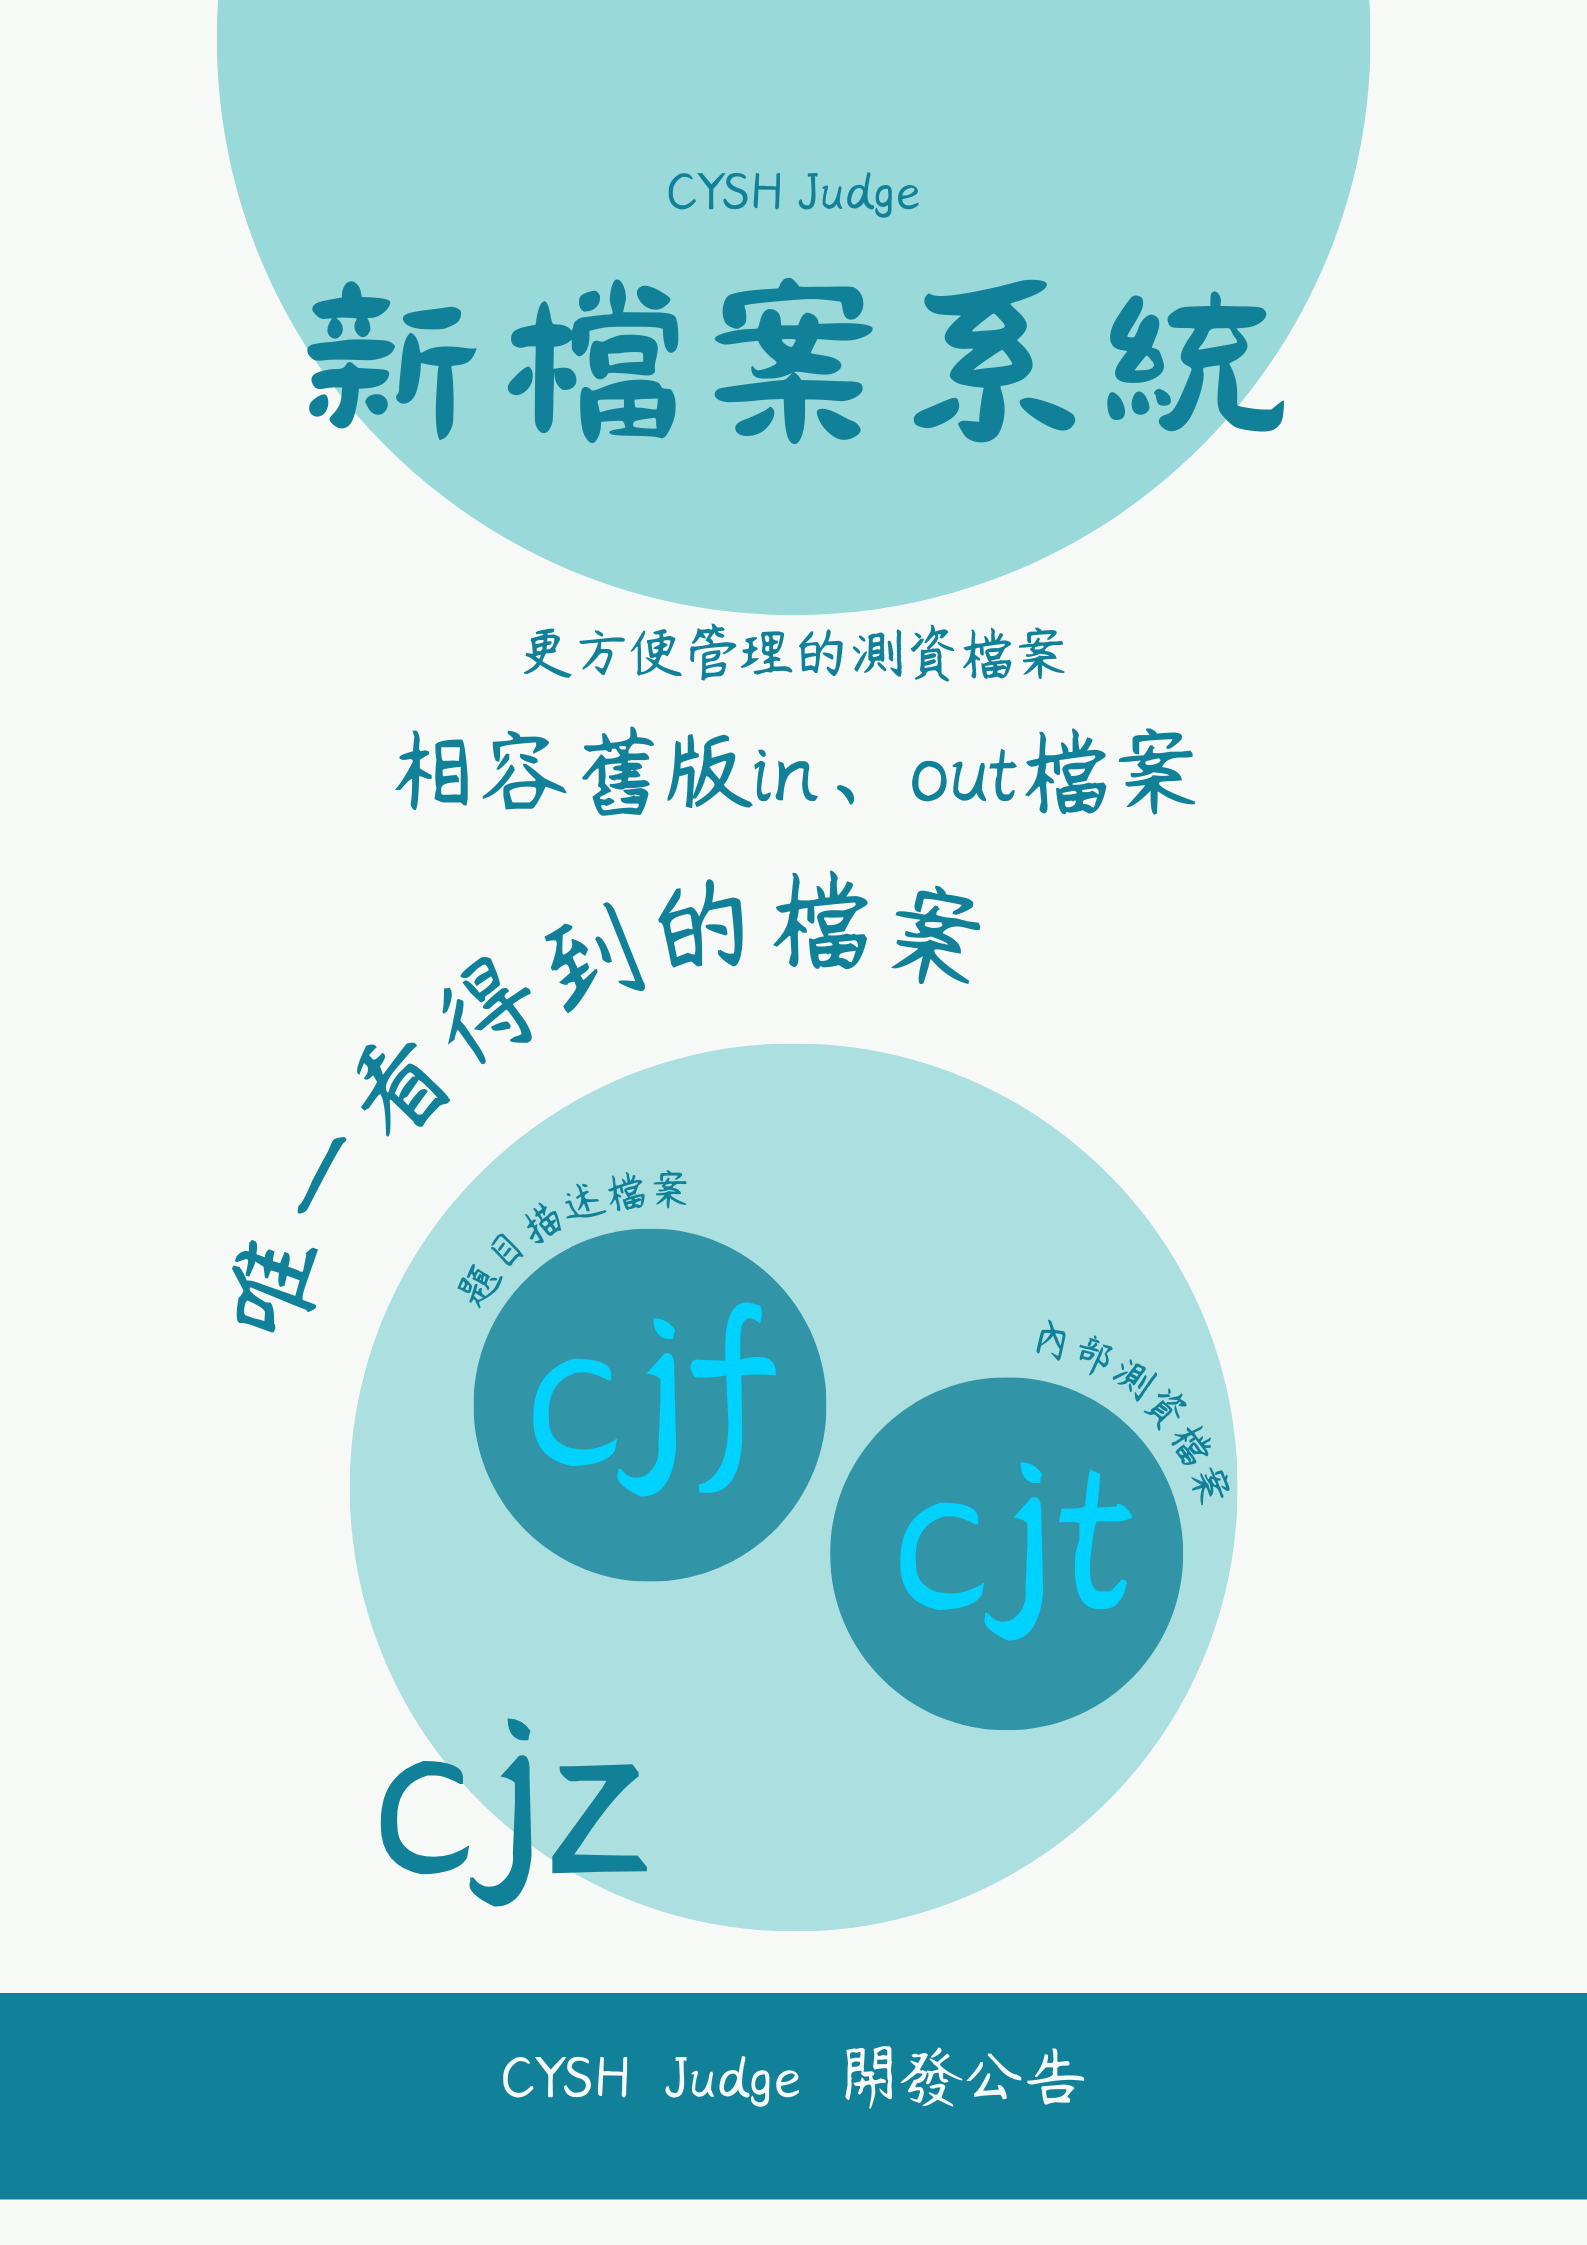 CYSH Judge
新檔案系統
更方便管理的測資檔案
相容舊版in、out檔案
唯一看得到的檔案
題目描述檔案
cjf
內部測資檔案
cjt
cjz
CYSH Judge 開發公告